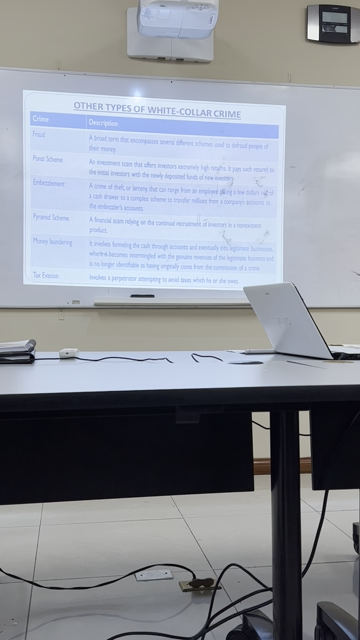 OTHER TYPES OF WHITE-COLLAR CRIME
Crime Description
Fraud A broad term that encompasses several different schemes used to defraud people of
their money.
Ponzi Scheme An investment scam that offers investors extremely high returns. It pays such returns to
the initial investors with the newly deposited funds of new investors.
Embezzlement A crime of theft, or larceny that can range from an employee taking a few dollars out of
a cash drawer to a complex scheme to transfer millions from a company's accounts to
the embezzler's accounts.
Pyramid Scheme A financial scam relying on the continual recruitment of investors in a nonexistent
product.
Money laundering It involves funneling the cash through accounts and eventually into legitimate businesses,
where it becomes intermingled with the genuine revenues of the legitimate business and
is no longer identifiable as having originally come from the commission of a crime.
Tax Evasion Involves a perpetrator attempting to avoid taxes which he or she owes.